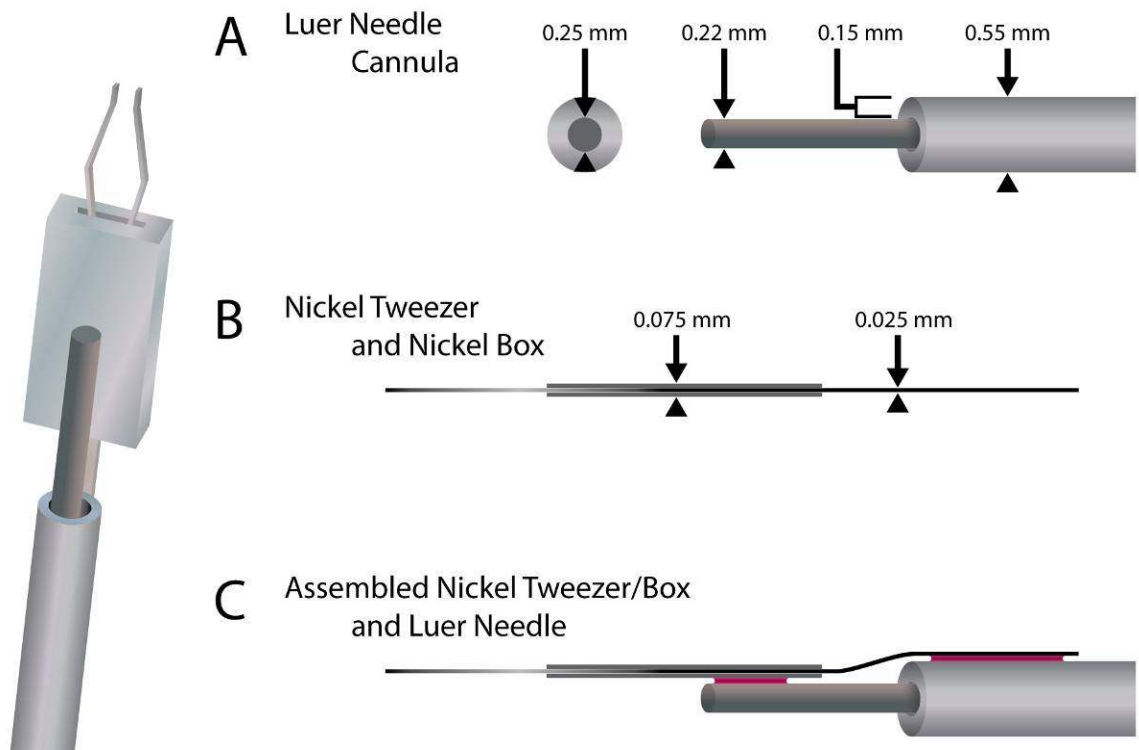 A
Luer Needle
Cannula
0.25 mm
0.22 mm
0.15 mm
0.55 mm
B
Nickel Tweezer
and Nickel Box
0.075 mm
0.025 mm
C
Assembled Nickel Tweezer/Box
and Luer Needle